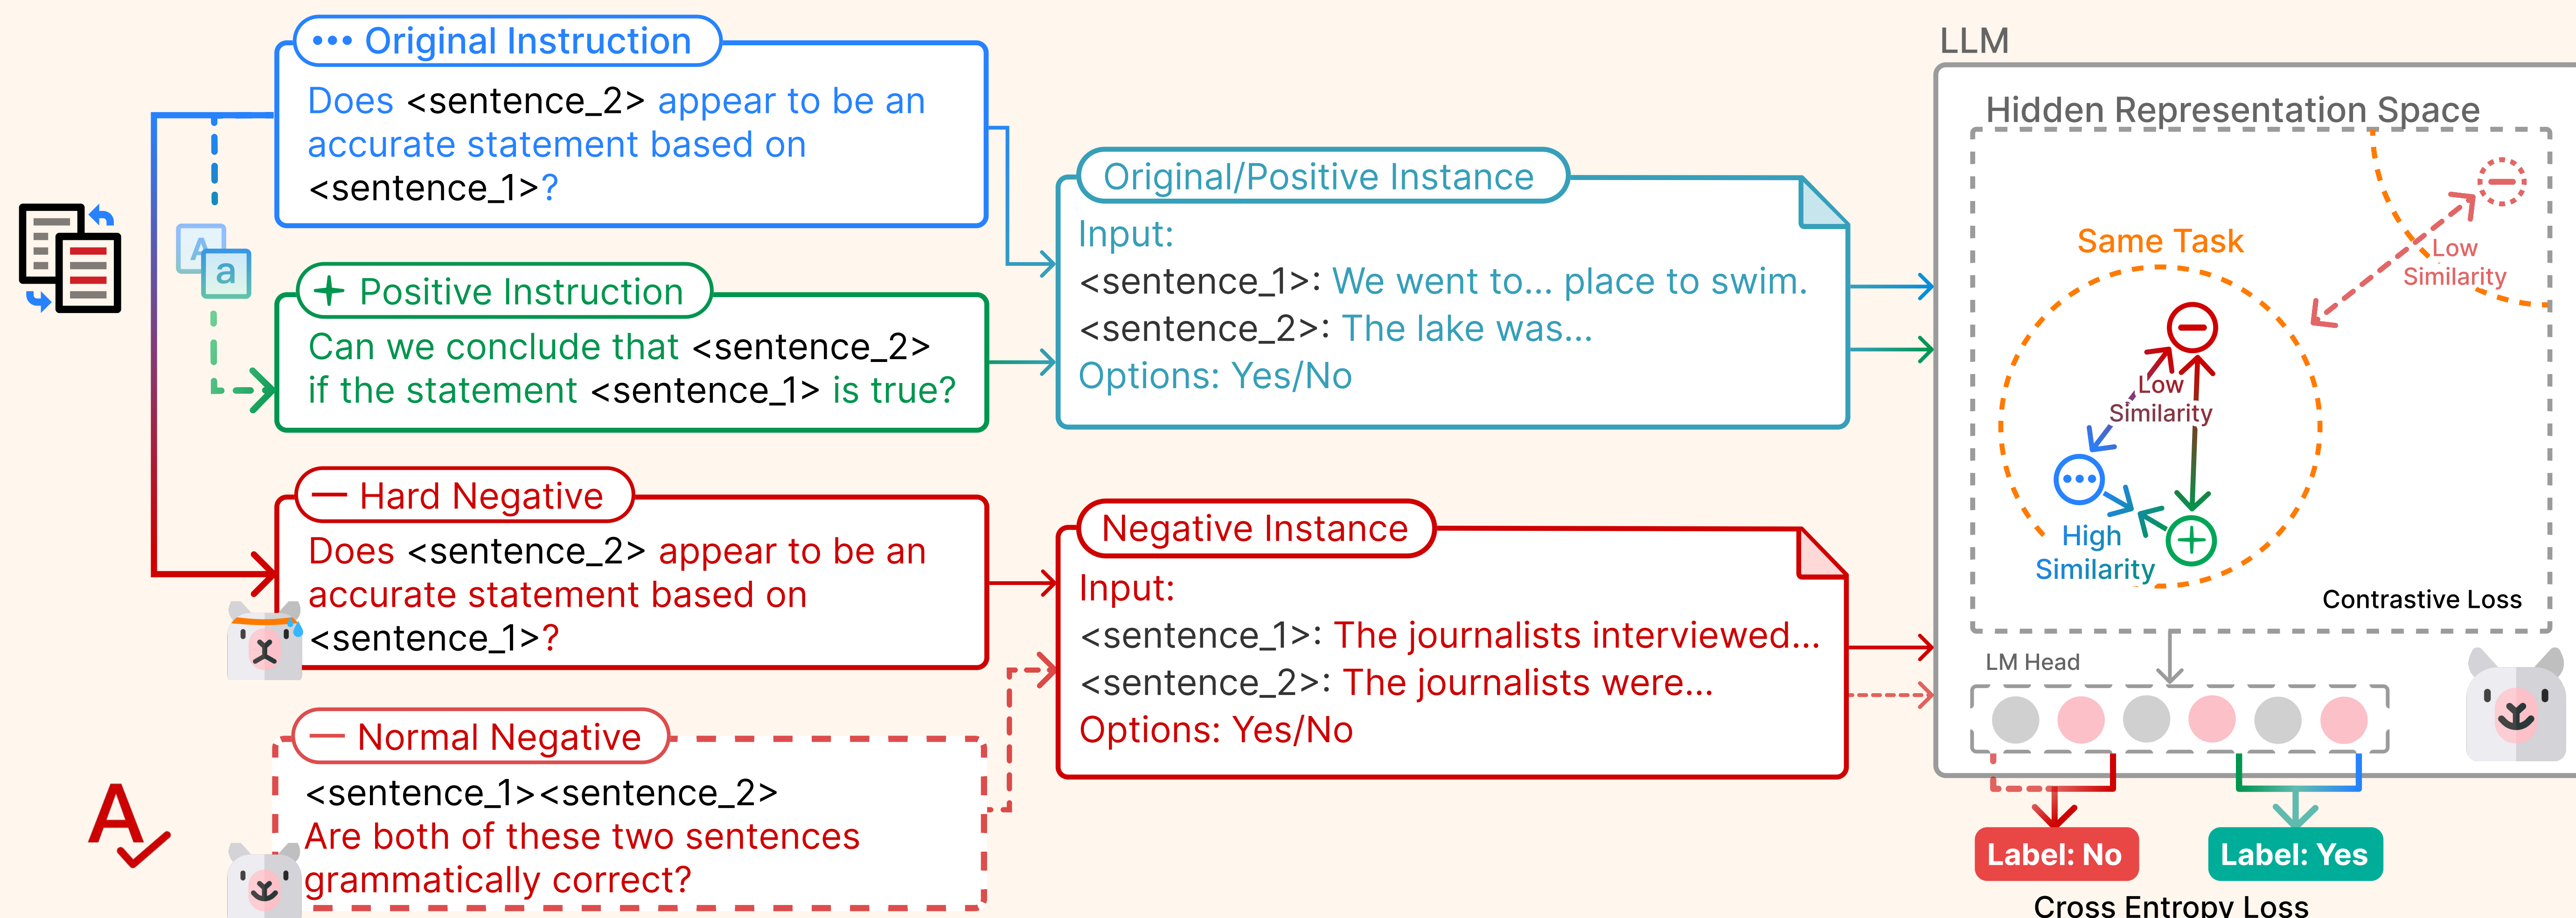 Original Instruction
Does <sentence_2> appear to be an
accurate statement based on
<sentence_1>?
A
a
Positive Instruction
Can we conclude that <sentence_2>
if the statement <sentence_1> is true?
Hard Negative
Does <sentence_2> appear to be an
accurate statement based on
<sentence_1>?
Normal Negative
<sentence_1><sentence_2>
Are both of these two sentences
grammatically correct?
A
Original/Positive Instance
Input:
<sentence_1>: We went to... place to swim.
<sentence_2>: The lake was...
Options: Yes/No
Negative Instance
Input:
<sentence_1>: The journalists interviewed...
<sentence_2>: The journalists were...
Options: Yes/No
LLM
Hidden Representation Space
Same Task
Low
Similarity
Low
Similarity
High
Similarity
Contrastive Loss
LM Head
Label: No
Label: Yes
Cross Entropy Loss